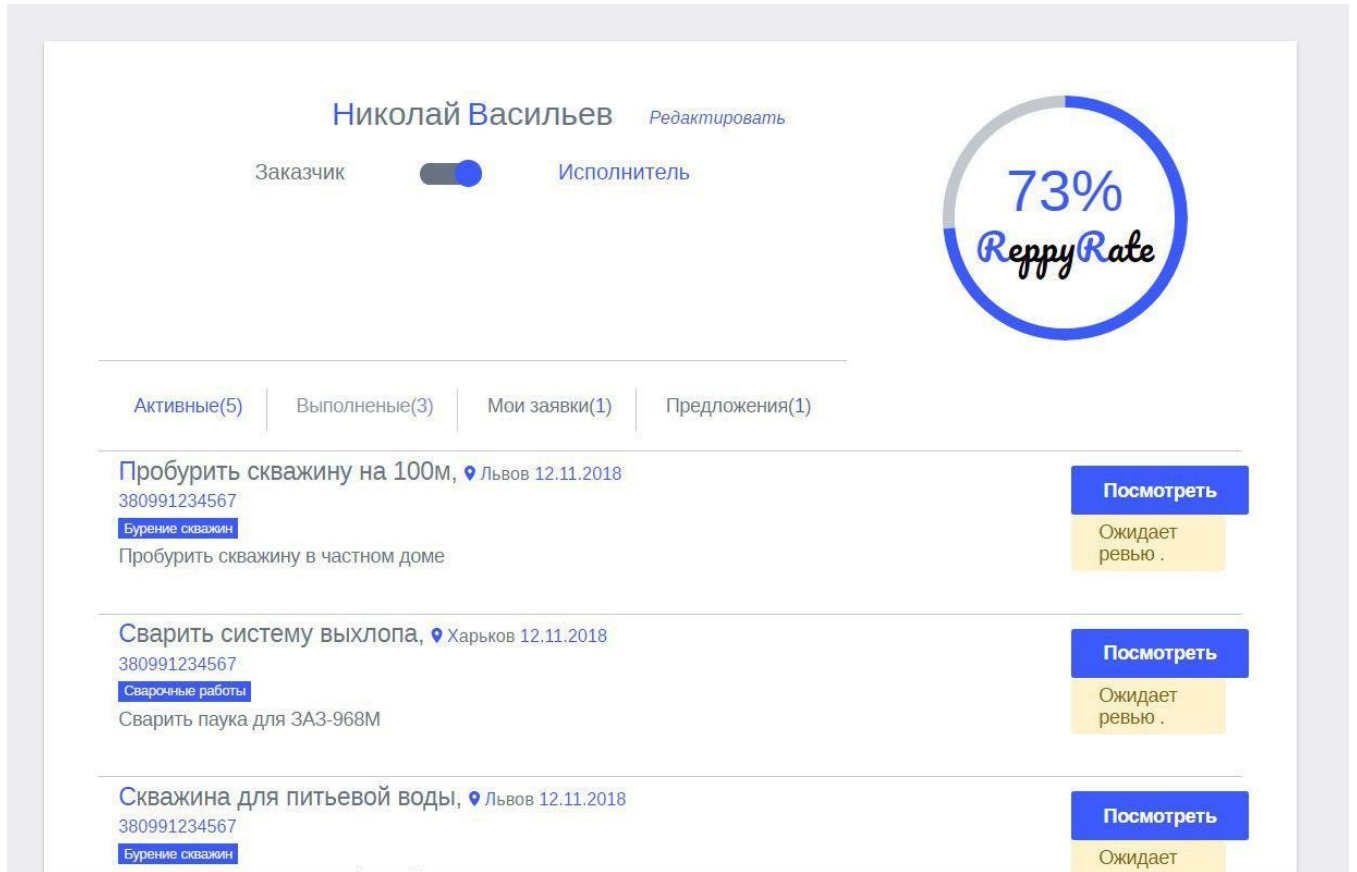 Николай Васильев Редактировать
Заказчик Исполнитель
73%
ReppyRate
Активные(5) Выполненые(3) Мои заявки(1) Предложения(1)
Пробурить скважину на 100м, Львов 12.11.2018
380991234567
Бурение скважин
Пробурить скважину в частном доме
Посмотреть
Ожидает
ревью .
Сварить систему выхлопа, Харьков 12.11.2018
380991234567
Сварочные работы
Сварить паука для ЗАЗ-968М
Посмотреть
Ожидает
ревью .
Скважина для питьевой воды, Львов 12.11.2018
380991234567
Бурение скважин
Посмотреть
Ожидает